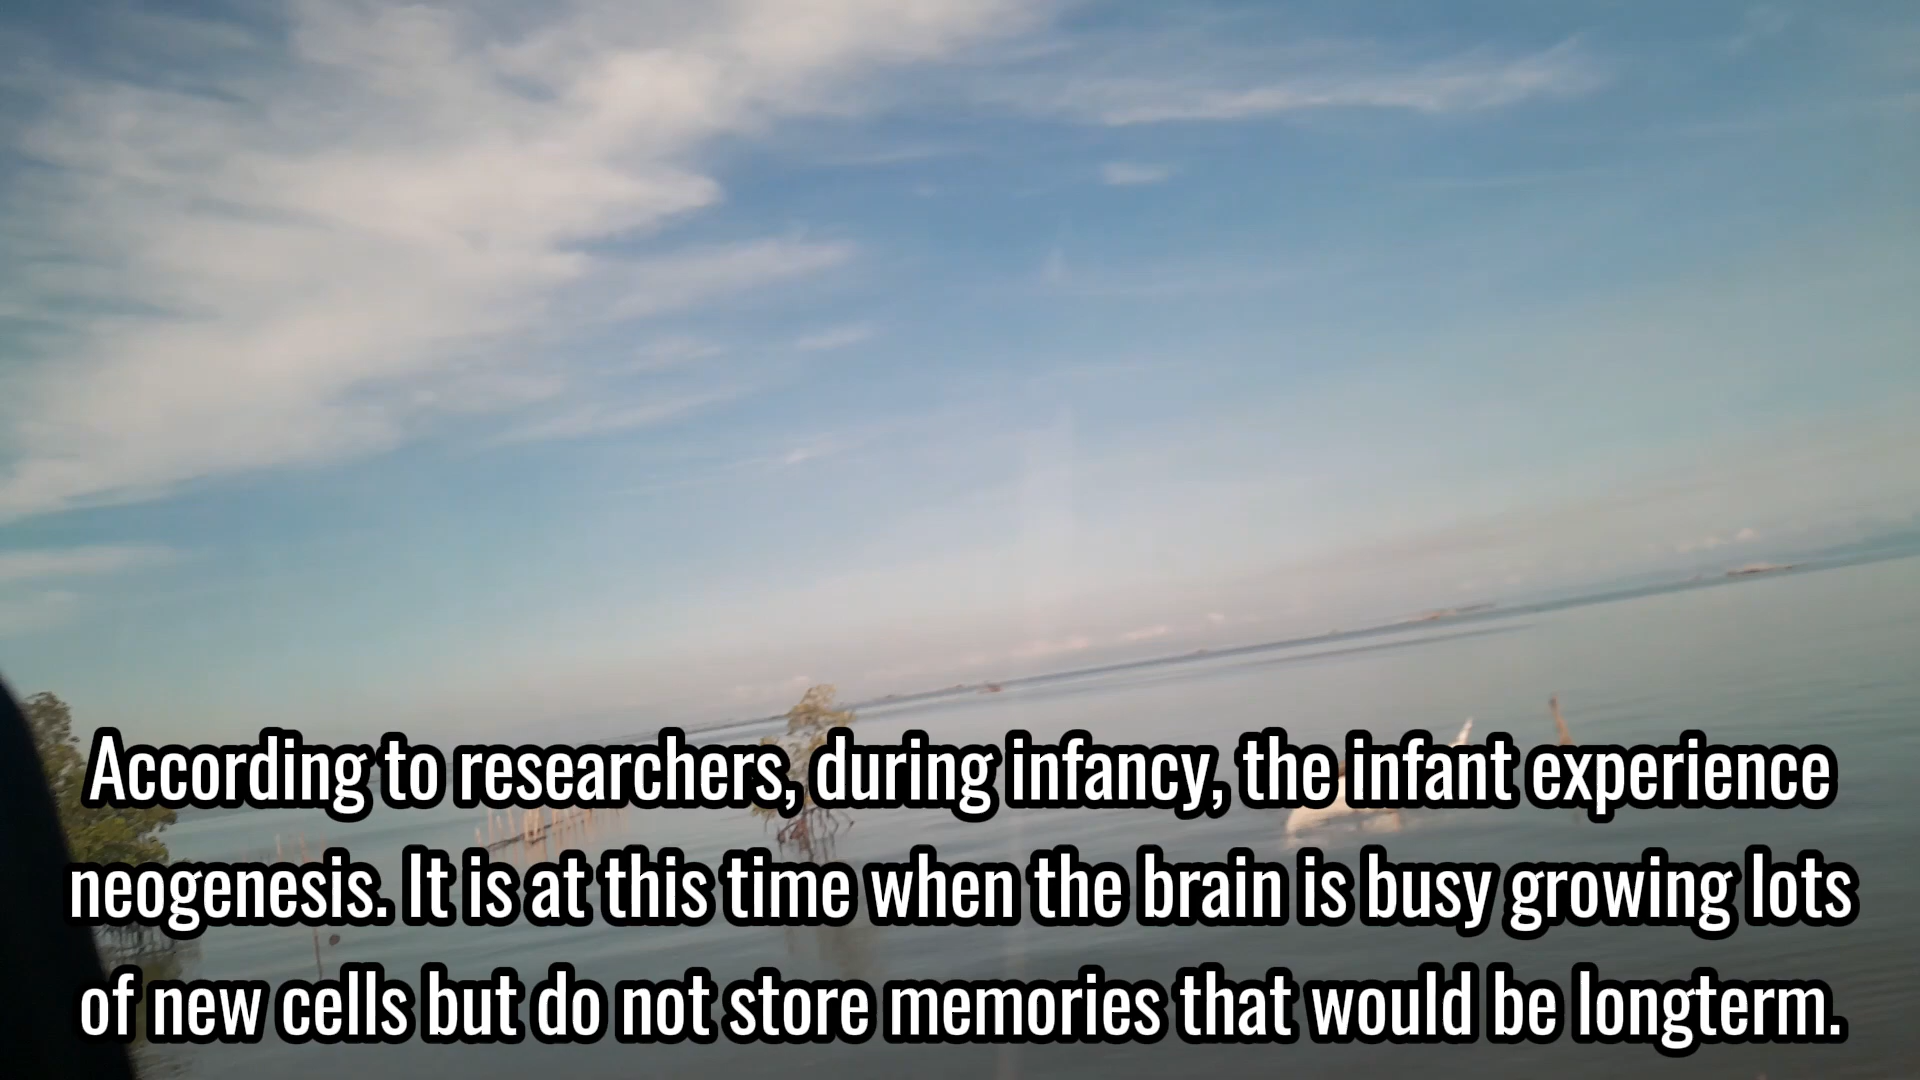 According to researchers, during infancy, the infant experience
neogenesis. It is at this time when the brain is busy growing lots
of new cells but do not store memories that would be longterm.